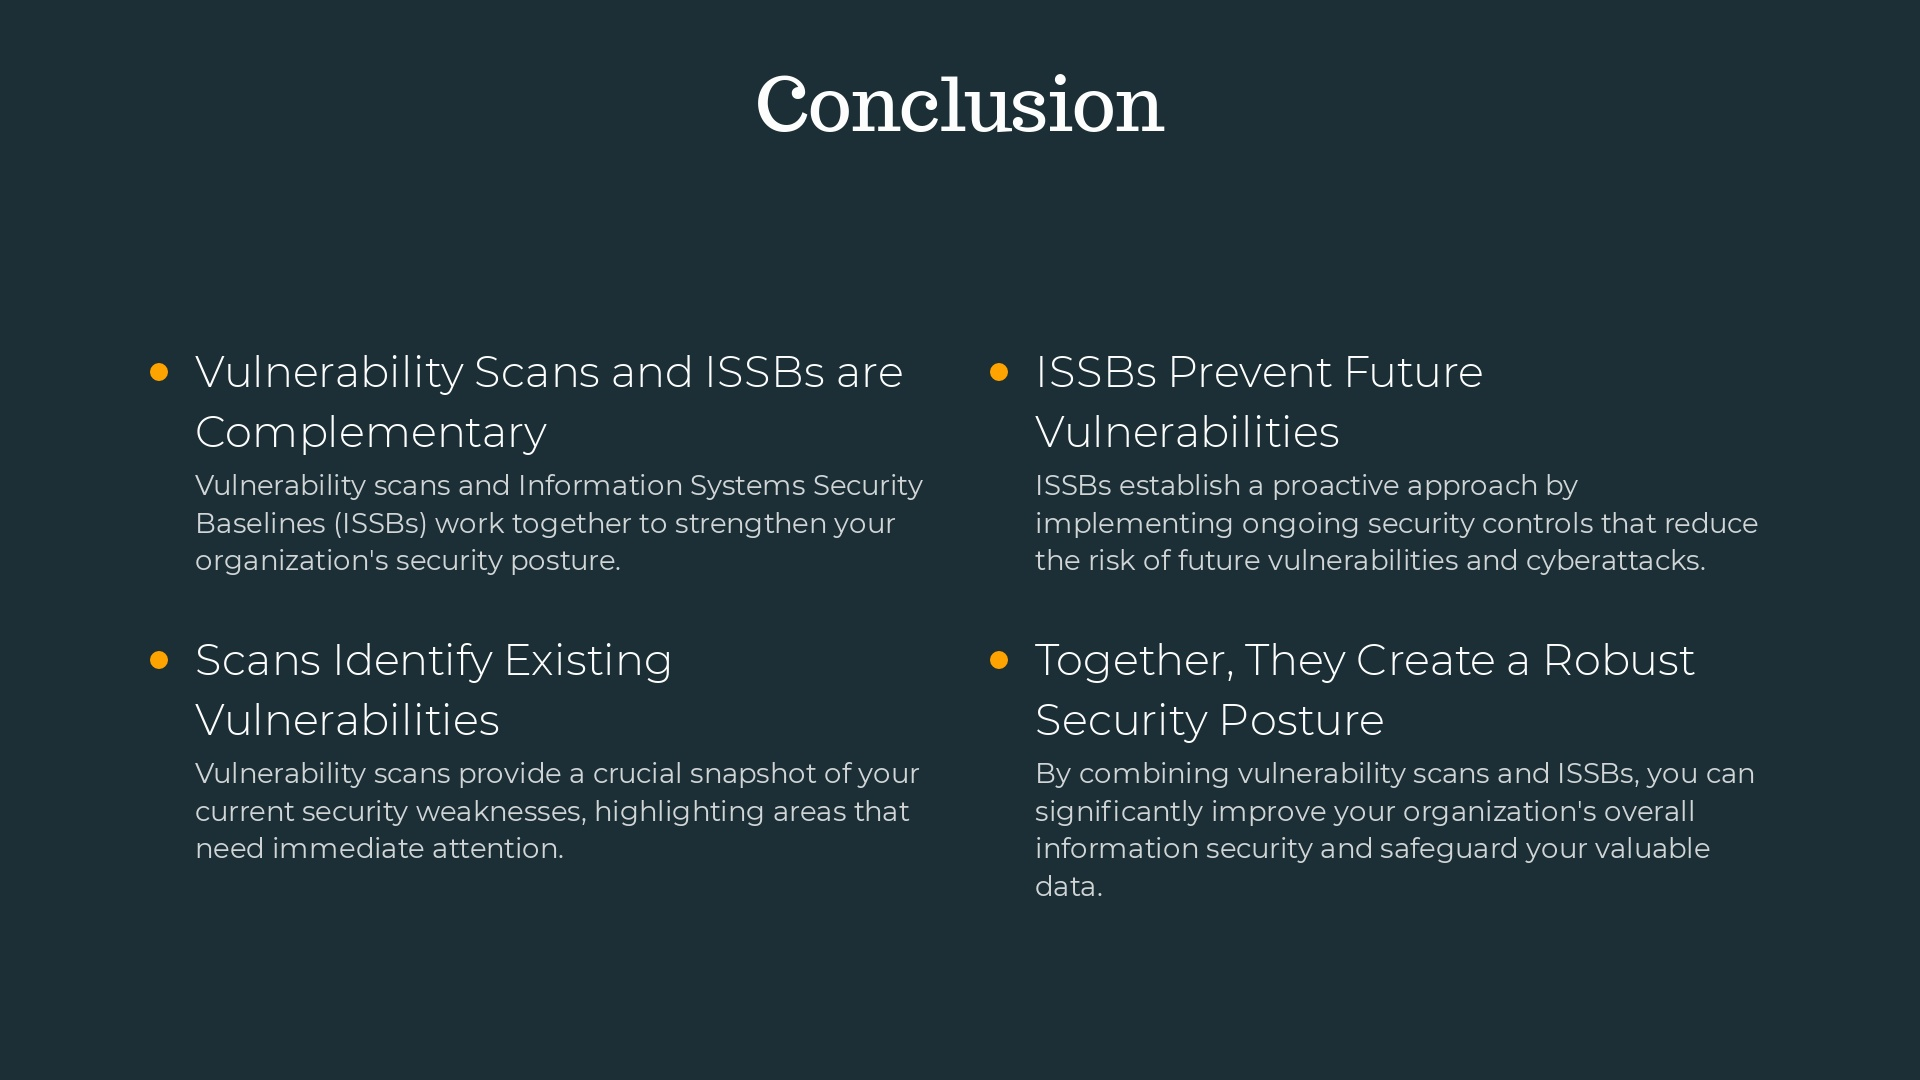 Conclusion
Vulnerability Scans and ISSBs are
Complementary
Vulnerability scans and Information Systems Security
Baselines (ISSBs) work together to strengthen your
organization's security posture.
Scans Identify Existing
Vulnerabilities
Vulnerability scans provide a crucial snapshot of your
current security weaknesses, highlighting areas that
need immediate attention.
ISSBs Prevent Future
Vulnerabilities
ISSBs establish a proactive approach by
implementing ongoing security controls that reduce
the risk of future vulnerabilities and cyberattacks.
Together, They Create a Robust
Security Posture
By combining vulnerability scans and ISSBs, you can
significantly improve your organization's overall
information security and safeguard your valuable
data.